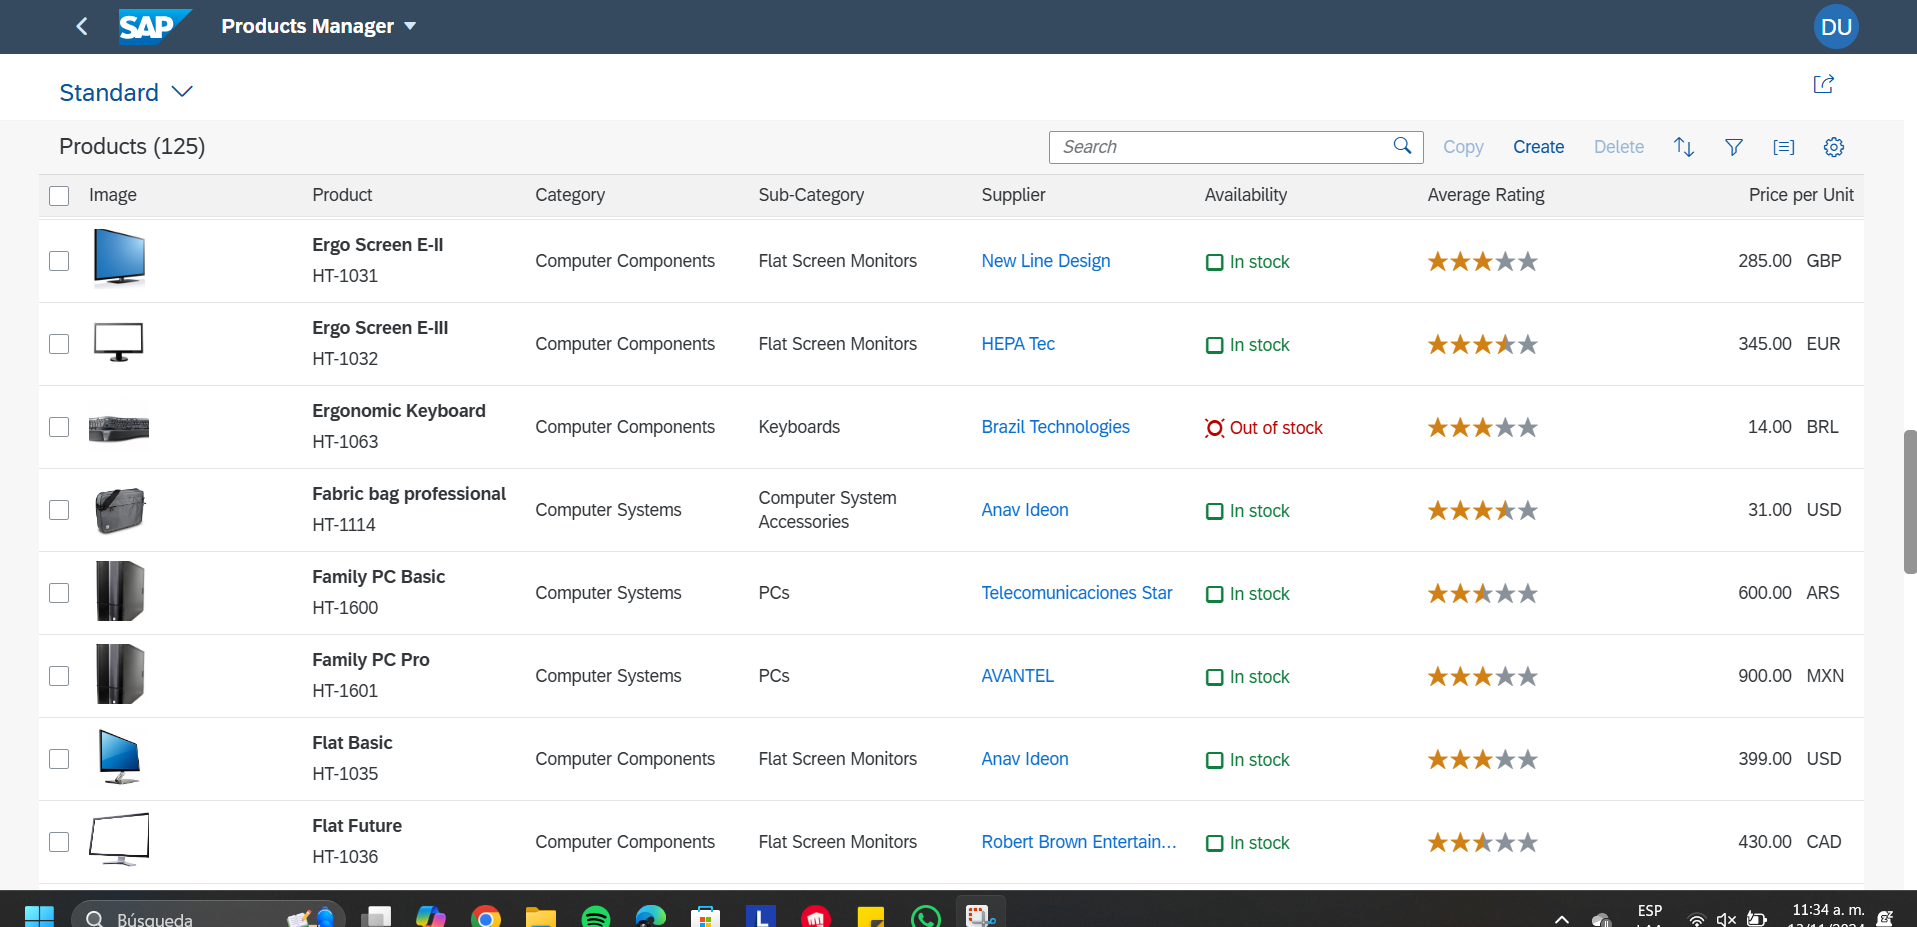 SAP Products Manager DU
Standard
Products (125) Search Copy Create Delete
Image Product Category Sub-Category Supplier Availability Average Rating Price per Unit
Ergo Screen E-II
HT-1031 Computer Components Flat Screen Monitors New Line Design In stock 285.00 GBP
Ergo Screen E-III
HT-1032 Computer Components Flat Screen Monitors HEPA Tec In stock 345.00 EUR
Ergonomic Keyboard
HT-1063 Computer Components Keyboards Brazil Technologies Out of stock 14.00 BRL
Fabric bag professional
HT-1114 Computer Systems Computer System
Accessories Anav Ideon In stock 31.00 USD
Family PC Basic
HT-1600 Computer Systems PCs Telecomunicaciones Star In stock 600.00 ARS
Family PC Pro
HT-1601 Computer Systems PCs AVANTEL In stock 900.00 MXN
Flat Basic
HT-1035 Computer Components Flat Screen Monitors Anav Ideon In stock 399.00 USD
Flat Future
HT-1036 Computer Components Flat Screen Monitors Robert Brown Entertain... In stock 430.00 CAD
Búsqueda L ESP 11:34 a. m.